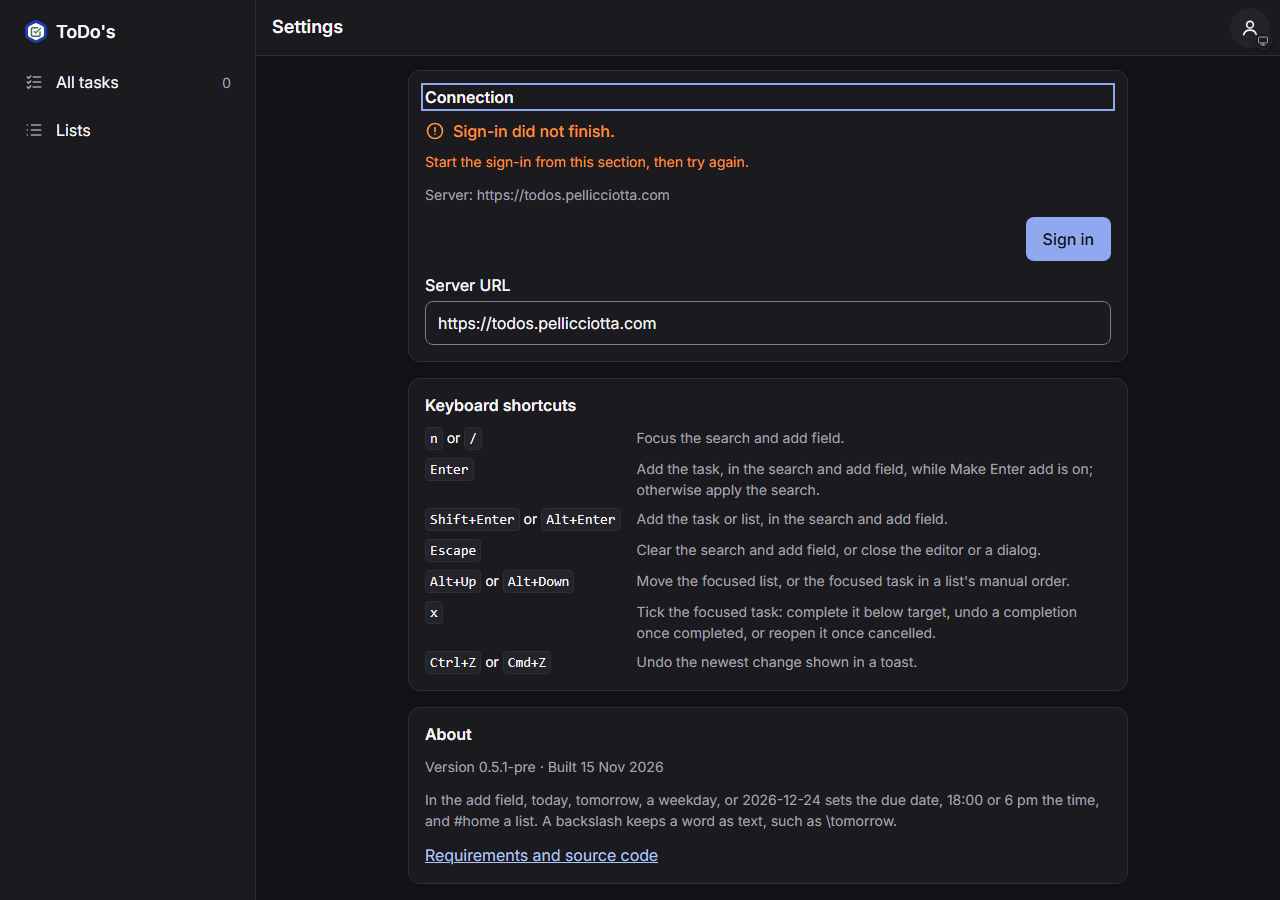 ToDo's
Settings
All tasks 0
Lists
Connection
Sign-in did not finish.
Start the sign-in from this section, then try again.
Server: https://todos.pellicciotta.com
Sign in
Server URL
https://todos.pellicciotta.com
Keyboard shortcuts
n or / Focus the search and add field.
Enter Add the task, in the search and add field, while Make Enter add is on;
otherwise apply the search.
Shift+Enter or Alt+Enter Add the task or list, in the search and add field.
Escape Clear the search and add field, or close the editor or a dialog.
Alt+Up or Alt+Down Move the focused list, or the focused task in a list's manual order.
x Tick the focused task: complete it below target, undo a completion
once completed, or reopen it once cancelled.
Ctrl+Z or Cmd+Z Undo the newest change shown in a toast.
About
Version 0.5.1-pre · Built 15 Nov 2026
In the add field, today, tomorrow, a weekday, or 2026-12-24 sets the due date, 18:00 or 6 pm the time,
and #home a list. A backslash keeps a word as text, such as \tomorrow.
Requirements and source code